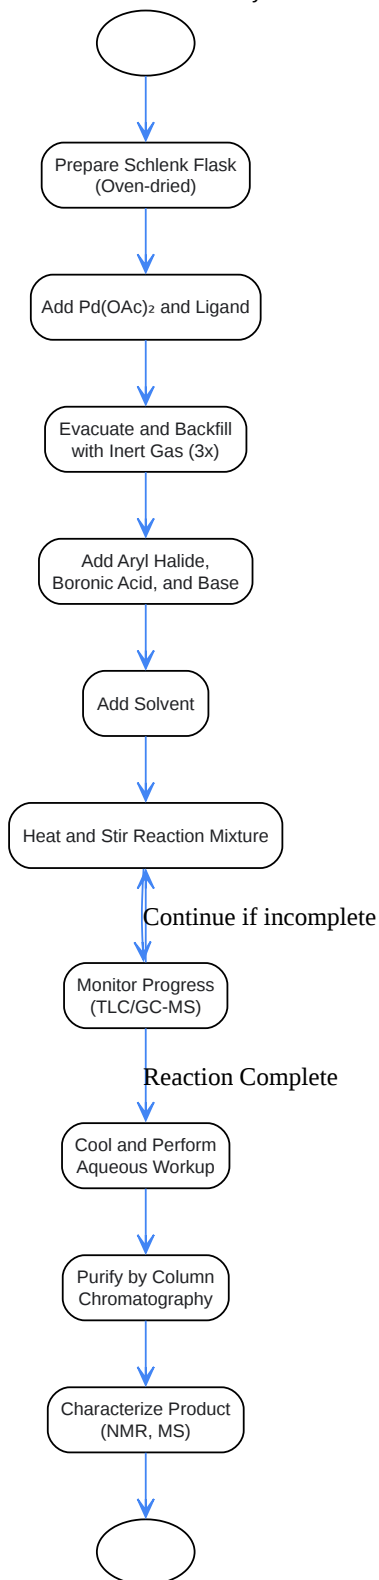 Prepare Schlenk Flask
(Oven-dried)
Add Pd(OAc)₂ and Ligand
Evacuate and Backfill
with Inert Gas (3x)
Add Aryl Halide,
Boronic Acid, and Base
Add Solvent
Heat and Stir Reaction Mixture
Continue if incomplete
Monitor Progress
(TLC/GC-MS)
Reaction Complete
Cool and Perform
Aqueous Workup
Purify by Column
Chromatography
Characterize Product
(NMR, MS)